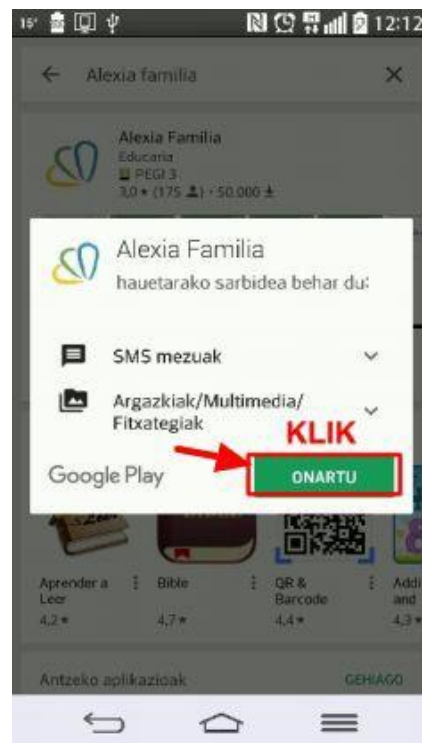 15°
12:12
Alexia familia
Alexia Familia
Educaria
PEGI 3
3,0 ★ (175) · 50.000
Alexia Familia
hauetarako sarbidea behar du:
SMS mezuak
Argazkiak/Multimedia/
Fitxategiak
KLIK
Google Play
ONARTU
Aprender a
Leer
4,2 ★
Bible
4,7 ★
QR &
Barcode
4,4 ★
Addi
and
4,3 ★
Antzeko aplikazioak
GEHIAGO